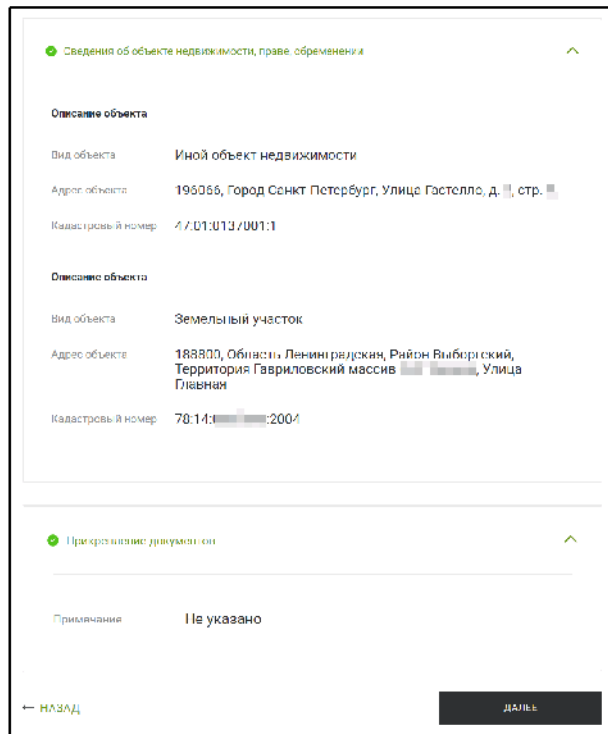 Сведения об объекте недвижимости, праве, обременении
Описание объекта
Вид объекта Иной объект недвижимости
Адрес объекта 196066, Город Санкт Петербург, Улица Гастелло, д. , стр.
Кадастровый номер 47:01:0137001:1
Описание объекта
Вид объекта Земельный участок
Адрес объекта 188800, Область Ленинградская, Район Выборгский,
Территория Гавриловский массив , Улица
Главная
Кадастровый номер 78:14: :2004
Прикрепление документов
Примечание Не указано
← НАЗАД
ДАЛЕЕ